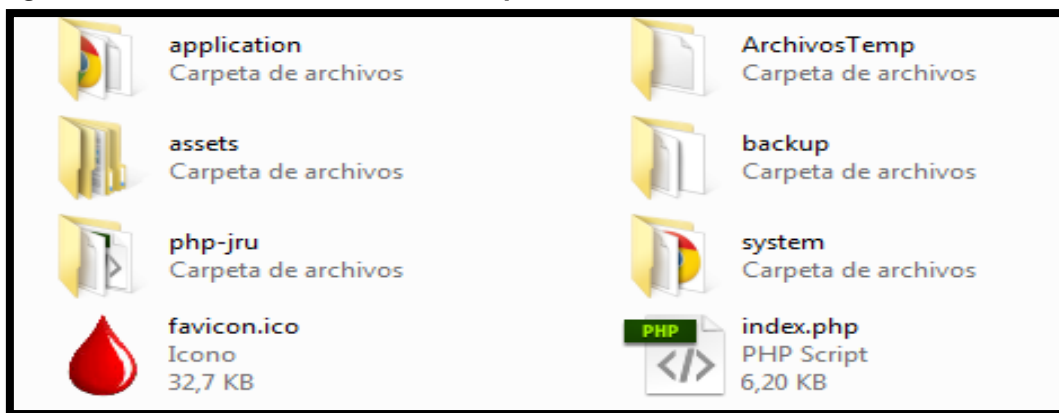 application
Carpeta de archivos
ArchivosTemp
Carpeta de archivos
assets
Carpeta de archivos
backup
Carpeta de archivos
php-jru
Carpeta de archivos
system
Carpeta de archivos
favicon.ico
Icono
32,7 KB
PHP
index.php
PHP Script
6,20 KB